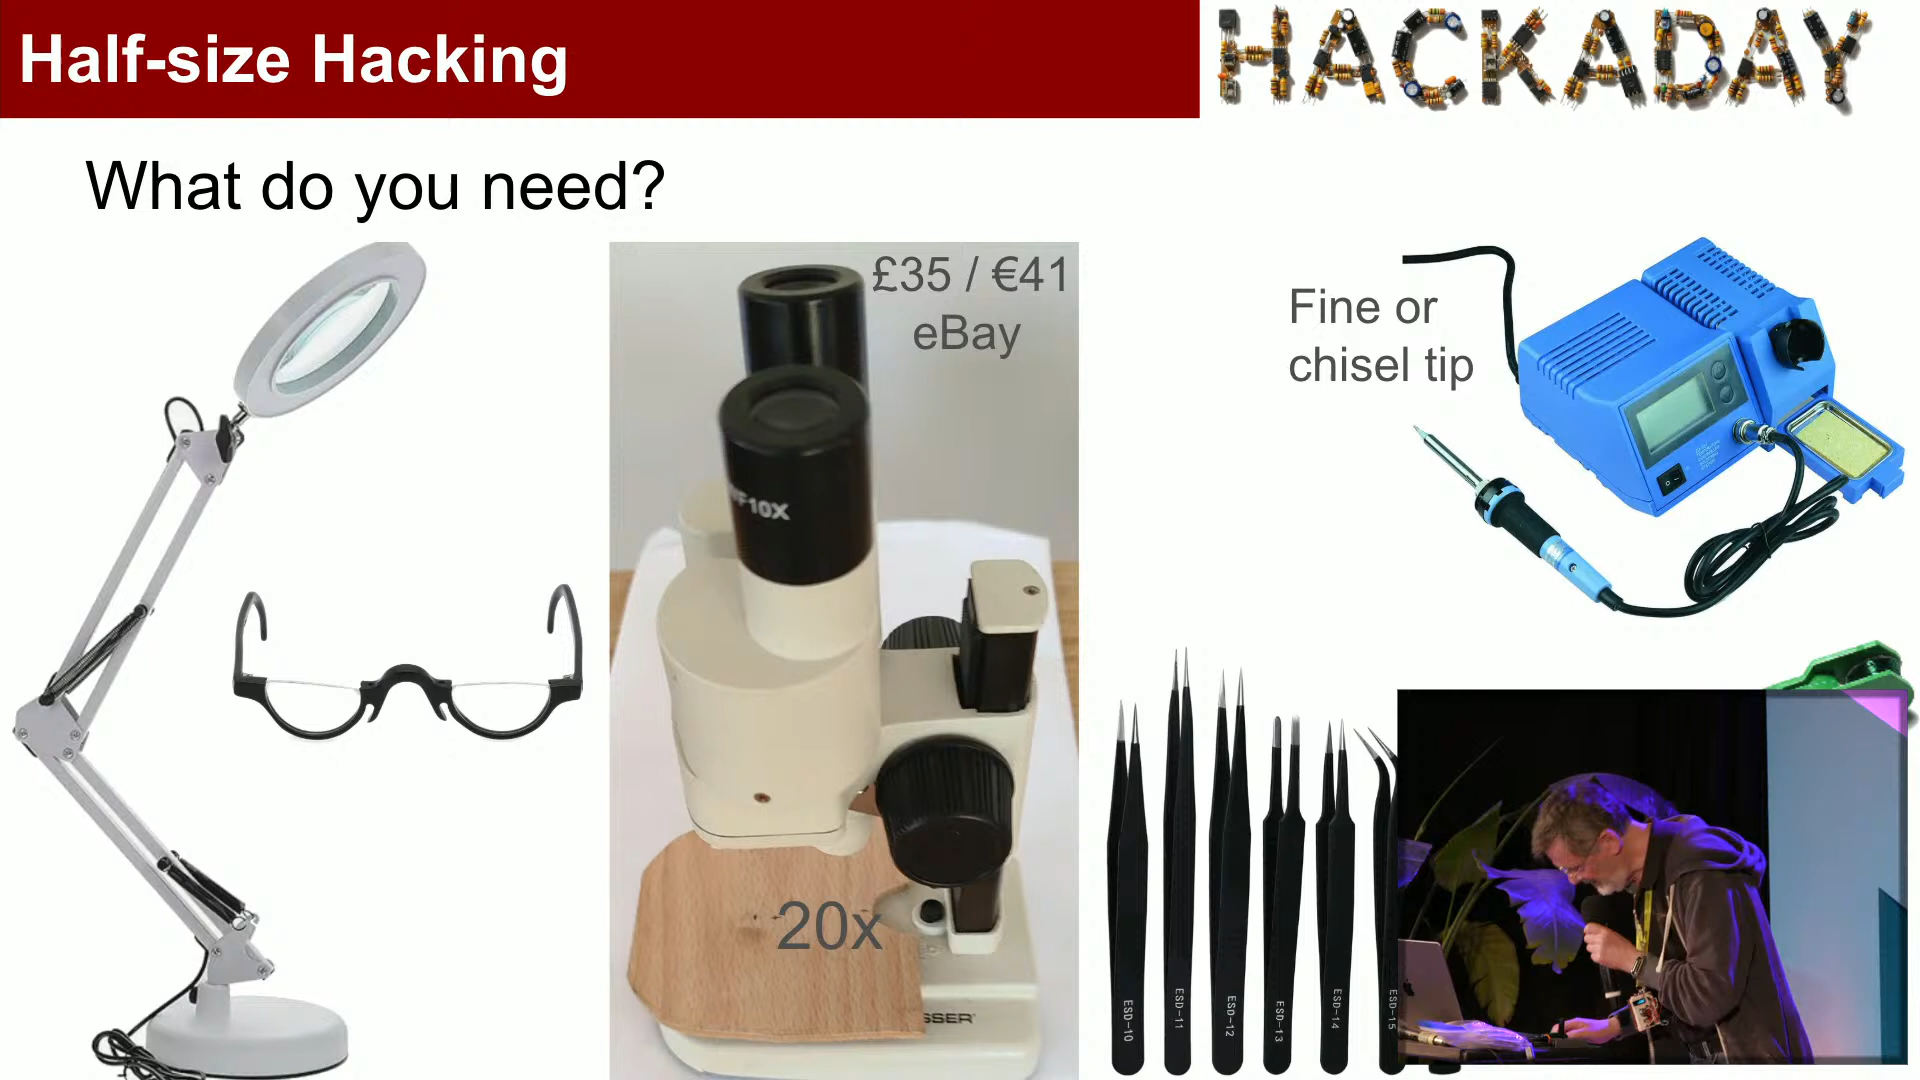 Half-size Hacking
HACKADAY
What do you need?
£35 / €41
eBay
WF10X
20x
SSER
Fine or
chisel tip
ESD-10
ESD-11
ESD-12
ESD-13
ESD-14
ESD-15